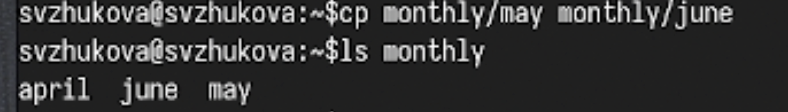 svzhukova@svzhukova:~$cp monthly/may monthly/june
svzhukova@svzhukova:~$ls monthly
april  june  may